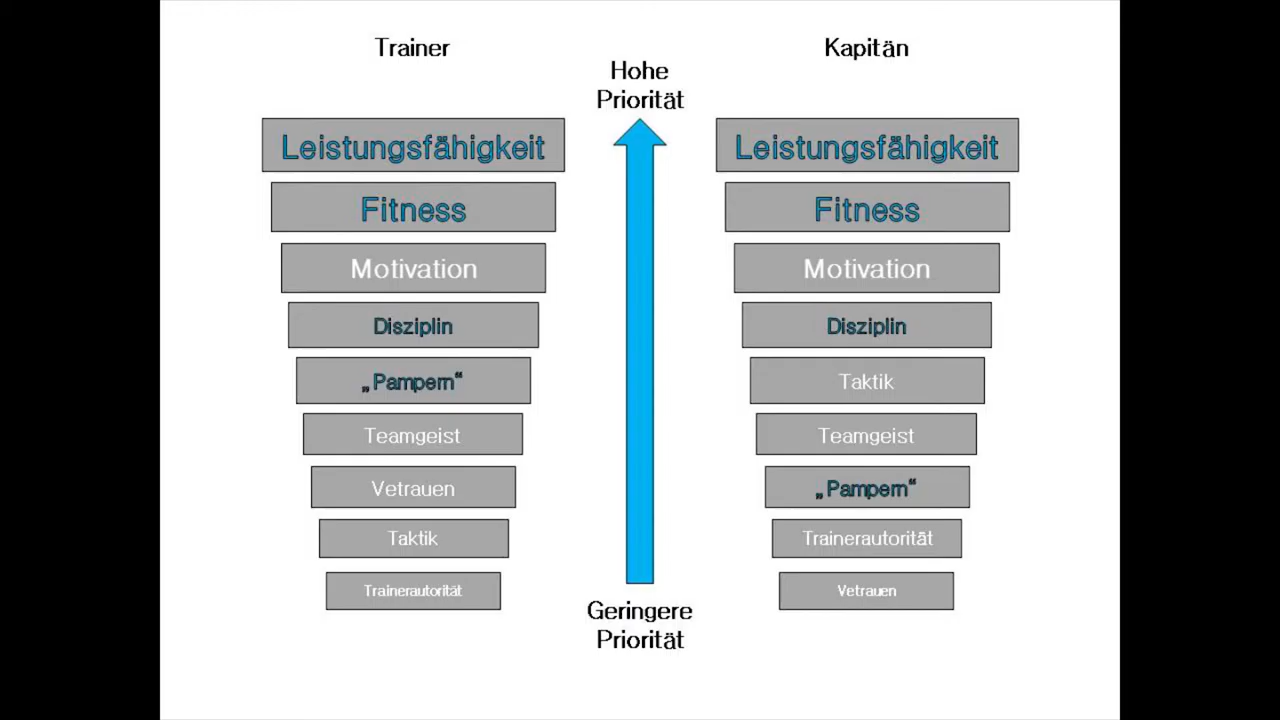 Trainer
Kapitän
Hohe
Priorität
Leistungsfähigkeit
Fitness
Motivation
Disziplin
„Pampern“
Teamgeist
Vetrauen
Taktik
Trainerautorität
Leistungsfähigkeit
Fitness
Motivation
Disziplin
Taktik
Teamgeist
„Pampern“
Trainerautorität
Vetrauen
Geringere
Priorität